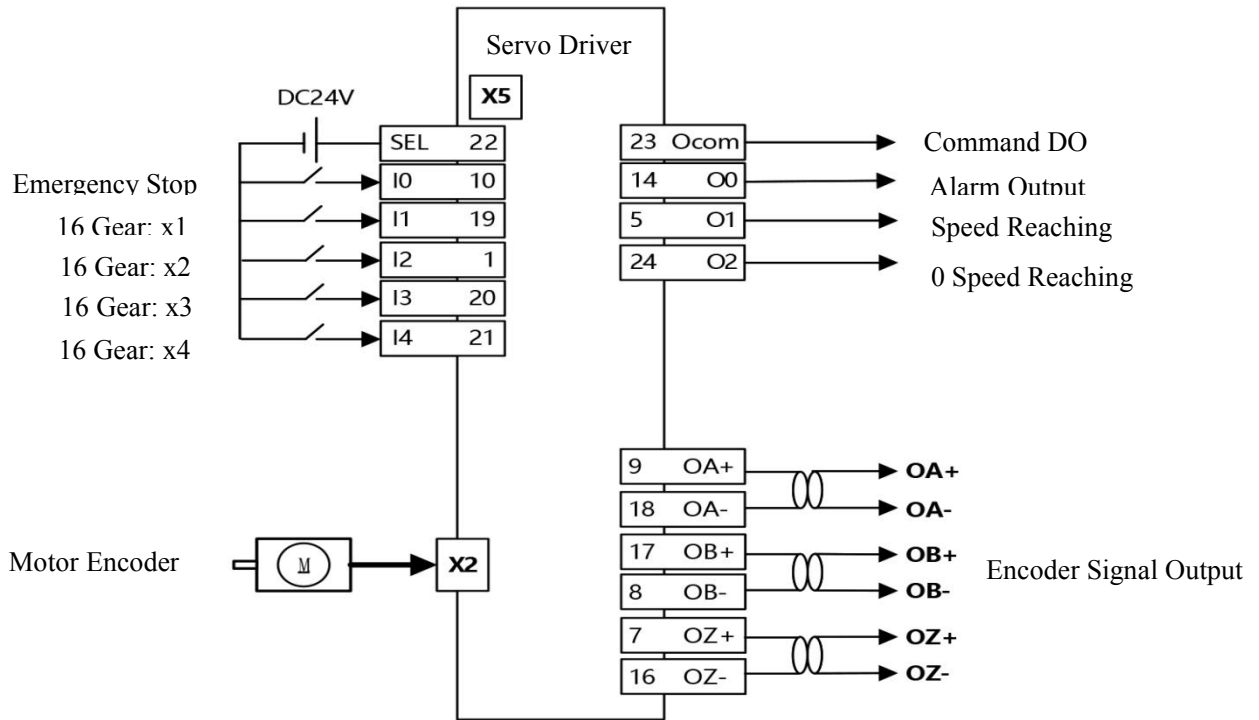 Servo Driver
X5
DC24V
SEL 22
Emergency Stop I0 10
16 Gear: x1 I1 19
16 Gear: x2 I2 1
16 Gear: x3 I3 20
16 Gear: x4 I4 21
23 Ocom Command DO
14 O0 Alarm Output
5 O1 Speed Reaching
24 O2 0 Speed Reaching
Motor Encoder M X2
9 OA+ OA+
18 OA- OA-
17 OB+ OB+
Encoder Signal Output
8 OB- OB-
7 OZ+ OZ+
16 OZ- OZ-